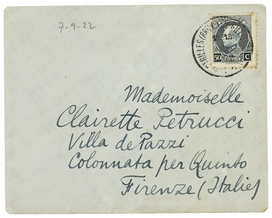 7-9-22
Mademoiselle
Clairette Petrucci
Villa de Pazzi
Colonnata per Quinto
Firenze (Italie)